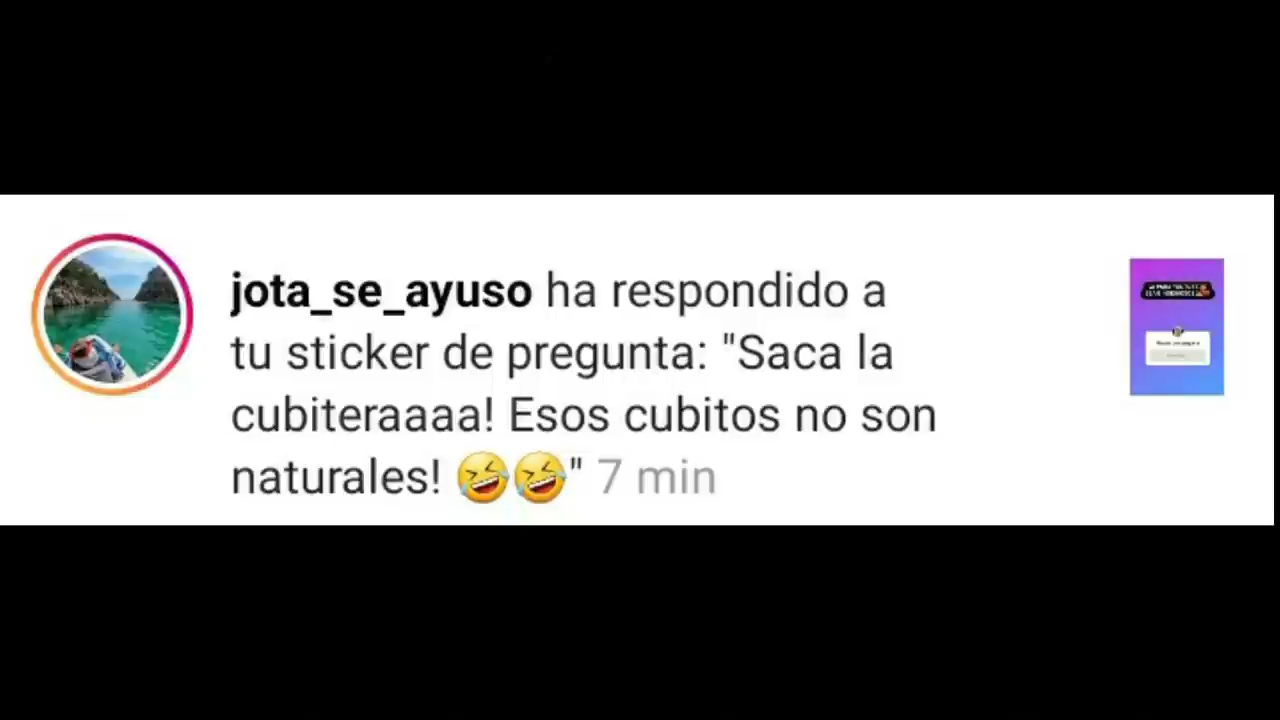 jota_se_ayuso ha respondido a
tu sticker de pregunta: "Saca la
cubiteraaaa! Esos cubitos no son
naturales! 🤣🤣" 7 min